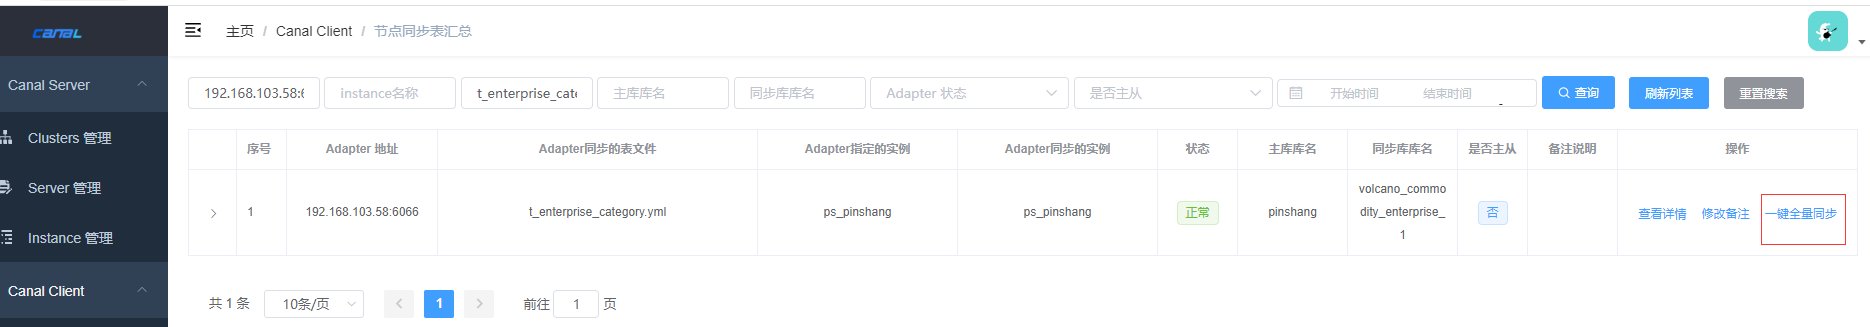 CanaL
主页 / Canal Client / 节点同步表汇总
Canal Server
Clusters 管理
Server 管理
Instance 管理
Canal Client
192.168.103.58:6 instance名称 t_enterprise_cate 主库库名 同步库库名 Adapter 状态 是否主从 开始时间 - 结束时间 查询 刷新列表 重置搜索
序号 Adapter 地址 Adapter同步的表文件 Adapter指定的实例 Adapter同步的实例 状态 主库库名 同步库库名 是否主从 备注说明 操作
1 192.168.103.58:6066 t_enterprise_category.yml ps_pinshang ps_pinshang 正常 pinshang
volcano_commo
dity_enterprise_
1
否 查看详情 修改备注 一键全量同步
共 1 条 10条/页 < 1 > 前往 1 页